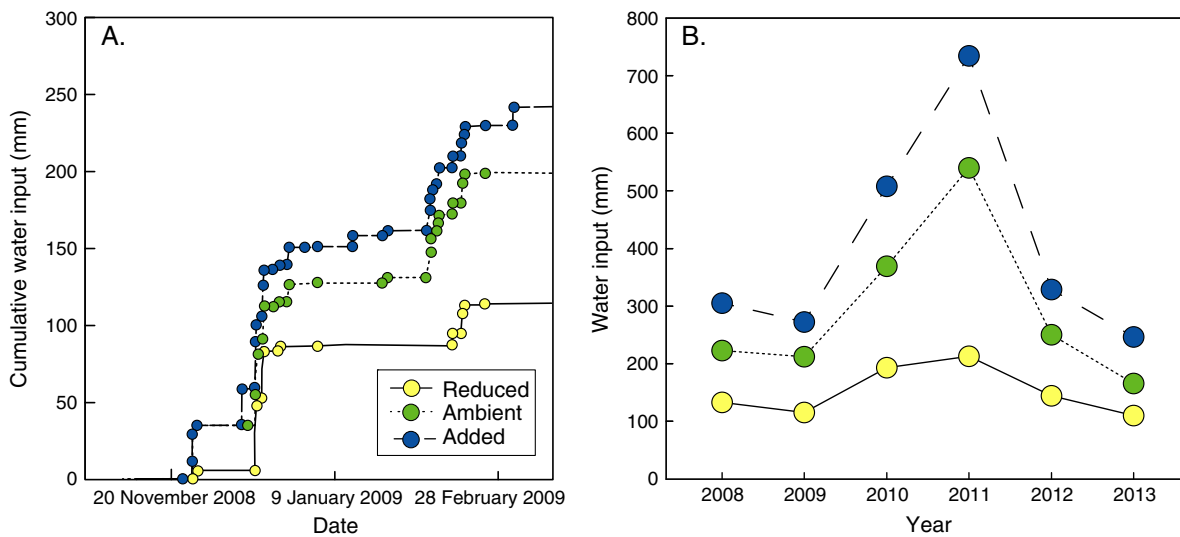 A.
300
250
200
150
100
50
0
Cumulative water input (mm)
Reduced
Ambient
Added
20 November 2008 9 January 2009 28 February 2009
Date
B.
800
700
600
500
400
300
200
100
0
Water input (mm)
2008 2009 2010 2011 2012 2013
Year